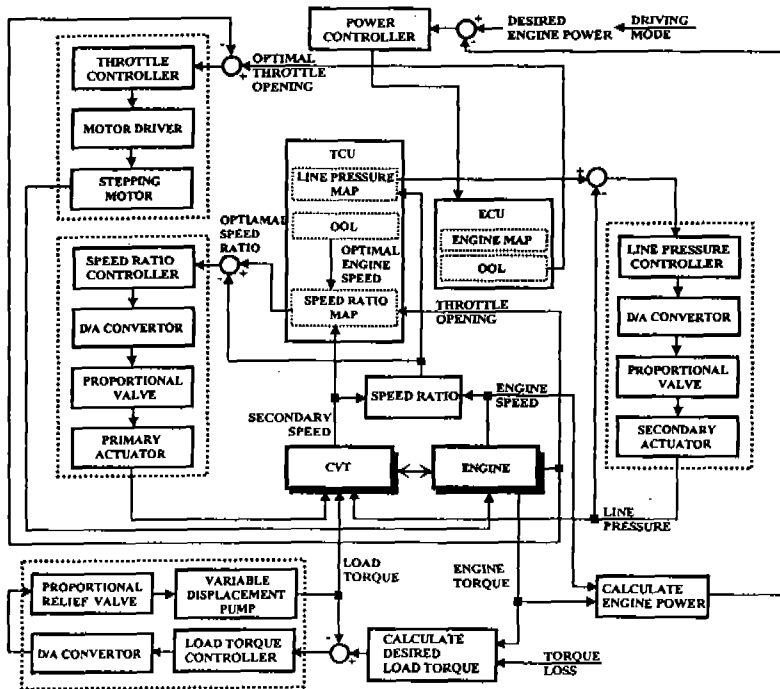 POWER
CONTROLLER
DESIRED
ENGINE POWER
DRIVING
MODE
THROTTLE
CONTROLLER
OPTIMAL
THROTTLE
OPENING
MOTOR DRIVER
STEPPING
MOTOR
TCU
LINE PRESSURE
MAP
OOL
OPTIMAL
ENGINE
SPEED
SPEED RATIO
MAP
ECU
ENGINE MAP
OOL
OPTIAMAL
SPEED
RATIO
SPEED RATIO
CONTROLLER
D/A CONVERTOR
PROPORTIONAL
VALVE
PRIMARY
ACTUATOR
THROTTLE
OPENING
LINE PRESSURE
CONTROLLER
D/A CONVERTOR
PROPORTIONAL
VALVE
SECONDARY
ACTUATOR
SPEED RATIO
ENGINE
SPEED
SECONDARY
SPEED
CVT
ENGINE
LINE
PRESSURE
LOAD
TORQUE
ENGINE
TORQUE
PROPORTIONAL
RELIEF VALVE
VARIABLE
DISPLACEMENT
PUMP
CALCULATE
ENGINE POWER
D/A CONVERTOR
LOAD TORQUE
CONTROLLER
CALCULATE
DESIRED
LOAD TORQUE
TORQUE
LOSS